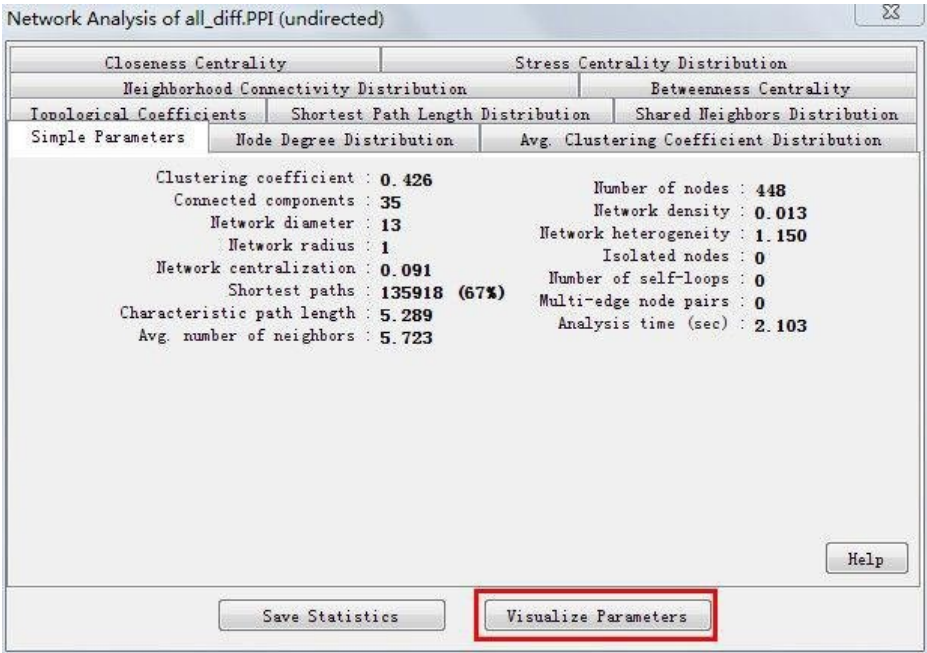 Network Analysis of all_diff.PPI (undirected)
Closeness Centrality
Stress Centrality Distribution
Neighborhood Connectivity Distribution
Betweenness Centrality
Topological Coefficients
Shortest Path Length Distribution
Shared Neighbors Distribution
Simple Parameters
Node Degree Distribution
Avg. Clustering Coefficient Distribution
Clustering coefficient : 0.426
Connected components : 35
Network diameter : 13
Network radius : 1
Network centralization : 0.091
Shortest paths : 135918 (67%)
Characteristic path length : 5.289
Avg. number of neighbors : 5.723
Number of nodes : 448
Network density : 0.013
Network heterogeneity : 1.150
Isolated nodes : 0
Number of self-loops : 0
Multi-edge node pairs : 0
Analysis time (sec) : 2.103
Help
Save Statistics
Visualize Parameters